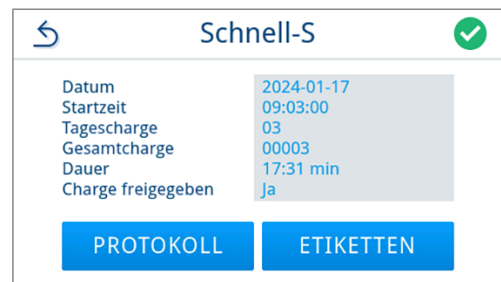 Schnell-S
Datum 2024-01-17
Startzeit 09:03:00
Tagescharge 03
Gesamtcharge 00003
Dauer 17:31 min
Charge freigegeben Ja
PROTOKOLL ETIKETTEN